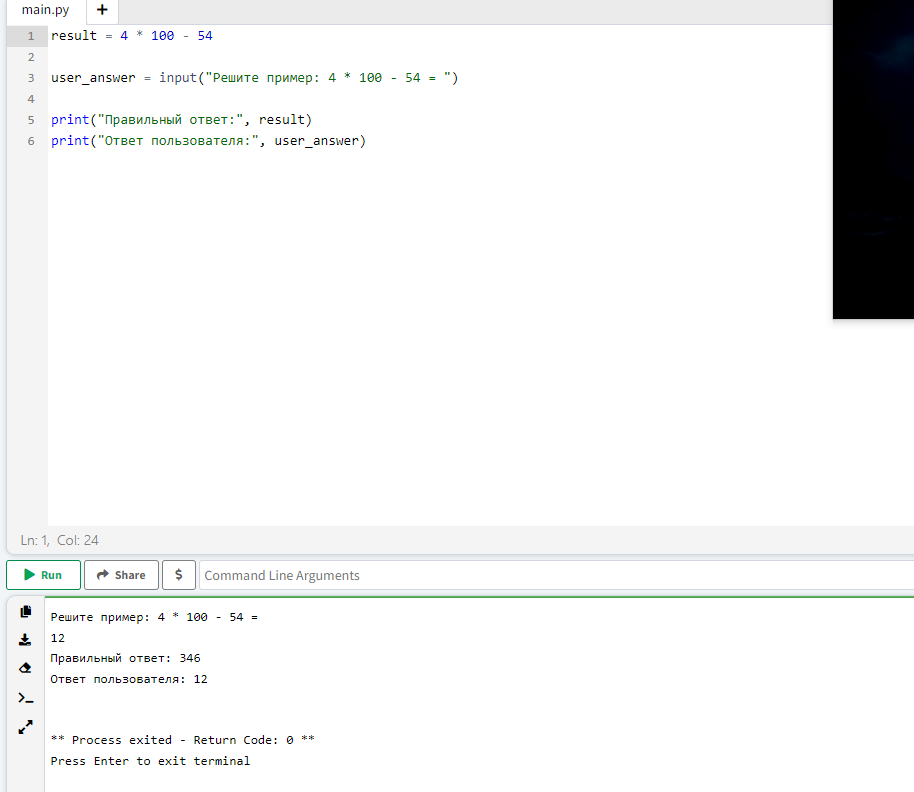 main.py +
1 result = 4 * 100 - 54
2
3 user_answer = input("Решите пример: 4 * 100 - 54 = ")
4
5 print("Правильный ответ:", result)
6 print("Ответ пользователя:", user_answer)
Ln: 1, Col: 24
Run Share $ Command Line Arguments
Решите пример: 4 * 100 - 54 =
12
Правильный ответ: 346
Ответ пользователя: 12
** Process exited - Return Code: 0 **
Press Enter to exit terminal